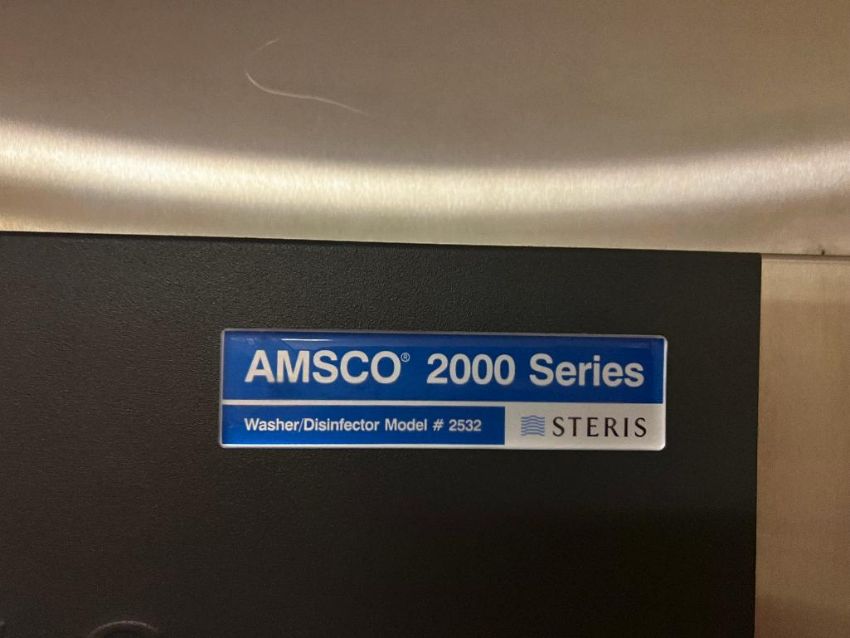 AMSCO® 2000 Series
Washer/Disinfector Model # 2532
STERIS